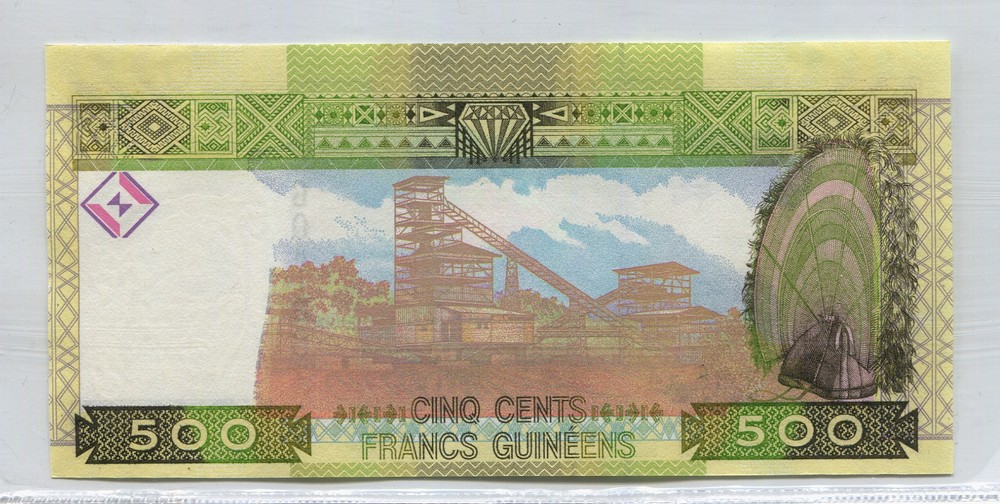 CINQ CENTS
500 FRANCS GUINÉENS 500